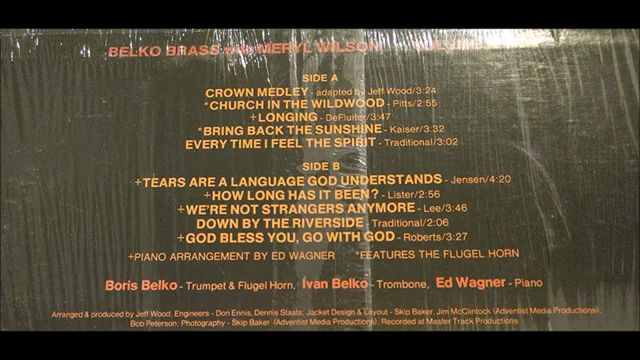 BELKO BRASS with MERYL WILSON
SIDE A
CROWN MEDLEY - adapted by Jeff Wood/3:24
*CHURCH IN THE WILDWOOD - Pitts/2:55
+LONGING - DeFluiter/3:47
*BRING BACK THE SUNSHINE - Kaiser/3:32
EVERY TIME I FEEL THE SPIRIT - Traditional/3:02
SIDE B
+TEARS ARE A LANGUAGE GOD UNDERSTANDS - Jensen/4:20
+HOW LONG HAS IT BEEN? - Lister/2:56
+WE'RE NOT STRANGERS ANYMORE - Lee/3:46
DOWN BY THE RIVERSIDE - Traditional/2:06
+GOD BLESS YOU, GO WITH GOD - Roberts/3:27
+PIANO ARRANGEMENT BY ED WAGNER *FEATURES THE FLUGEL HORN
Boris Belko - Trumpet & Flugel Horn, Ivan Belko - Trombone, Ed Wagner - Piano
Arranged & produced by Jeff Wood; Engineers - Don Ennis, Dennis Staats; Jacket Design & Layout - Skip Baker, Jim McClintock (Adventist Media Productions),
Bob Peterson; Photography - Skip Baker (Adventist Media Productions), Recorded at Master Track Productions